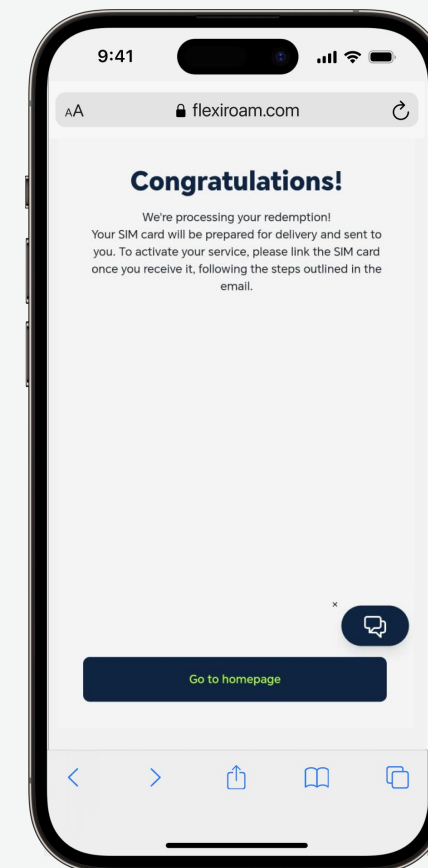 9:41
AA
flexiroam.com
Congratulations!
We're processing your redemption!
Your SIM card will be prepared for delivery and sent to
you. To activate your service, please link the SIM card
once you receive it, following the steps outlined in the
email.
×
Go to homepage